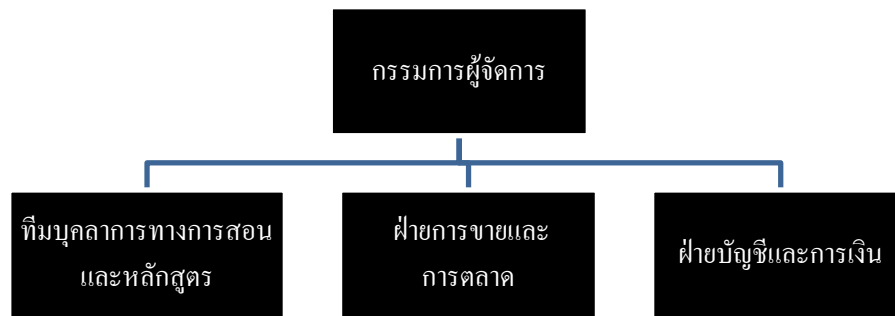 กรรมการผู้จัดการ
ทีมบุคลาการทางการสอน
และหลักสูตร
ฝ่ายการขายและ
การตลาด
ฝ่ายบัญชีและการเงิน